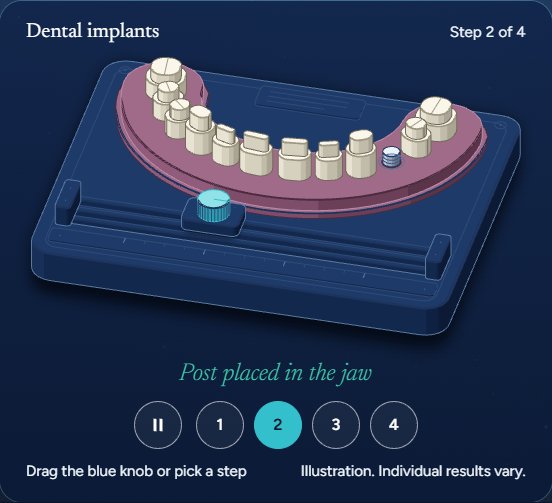 Dental implants
Step 2 of 4
Post placed in the jaw
1
2
3
4
Drag the blue knob or pick a step
Illustration. Individual results vary.